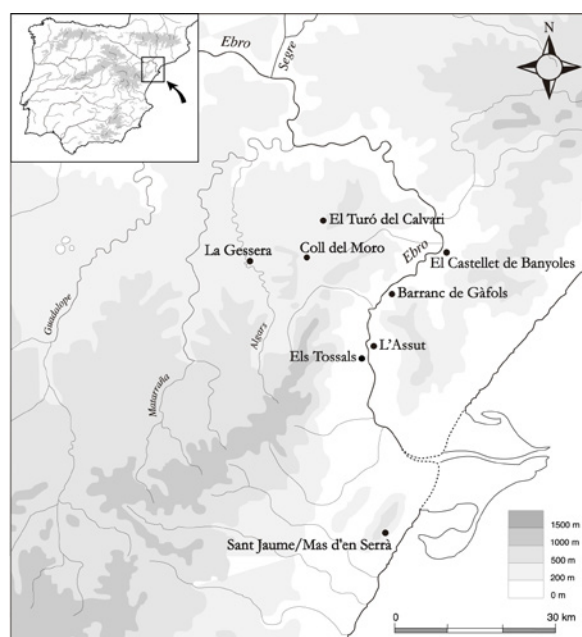 Ebro
Segre
El Turó del Calvari
La Gessera
Coll del Moro
Ebro
El Castellet de Banyoles
Barranc de Gàfols
Guadalope
Algars
L'Assut
Els Tossals
Matarraña
Sant Jaume/Mas d'en Serrà
1500 m
1000 m
500 m
200 m
0 m
0 30 km
N